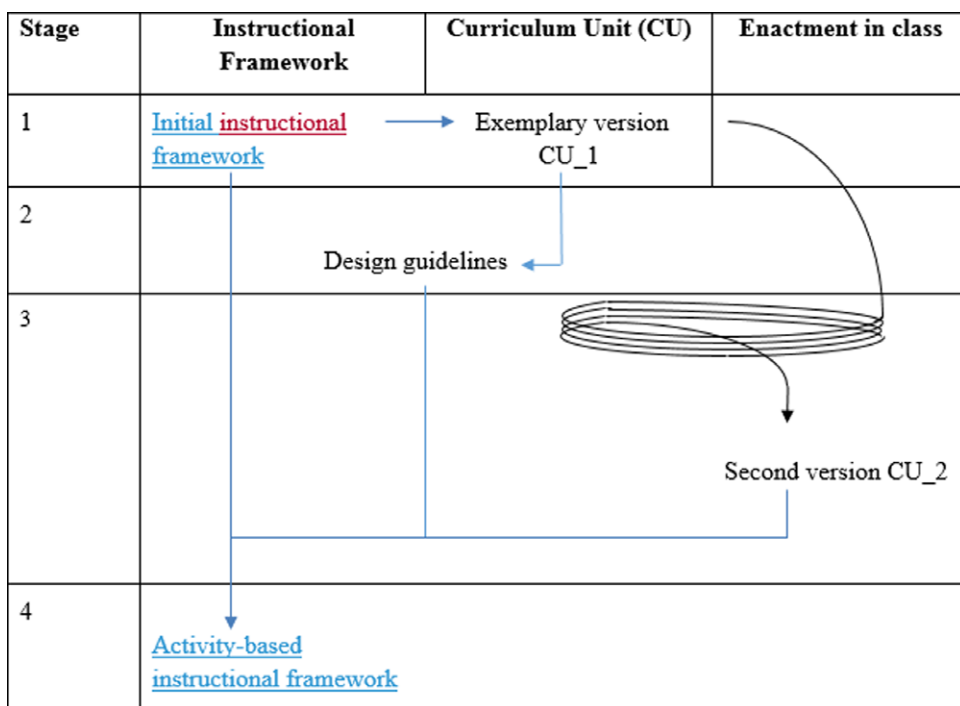 Stage
Instructional
Framework
Curriculum Unit (CU)
Enactment in class
1
Initial instructional
framework
Exemplary version
CU_1
2
Design guidelines
3
Second version CU_2
4
Activity-based
instructional framework